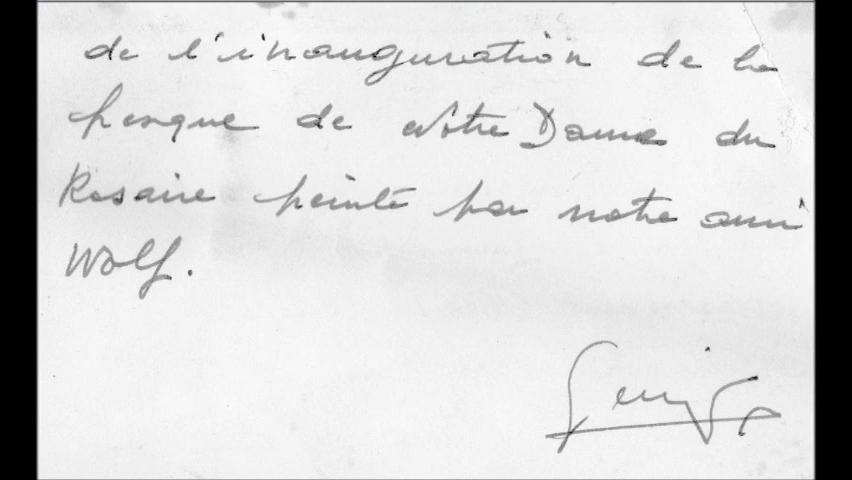 de l'inauguration de la
fresque de Notre Dame du
Rosaire peinte par notre ami
Wolf.